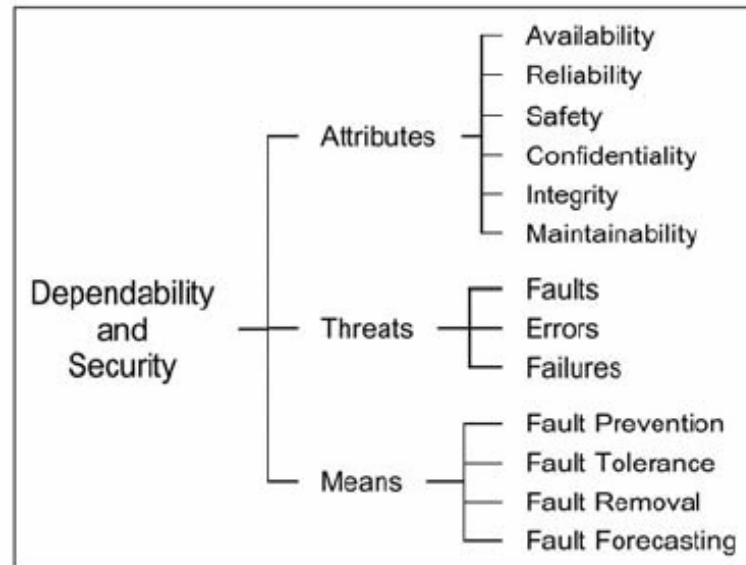 Dependability
and
Security
Attributes
Availability
Reliability
Safety
Confidentiality
Integrity
Maintainability
Threats
Faults
Errors
Failures
Means
Fault Prevention
Fault Tolerance
Fault Removal
Fault Forecasting